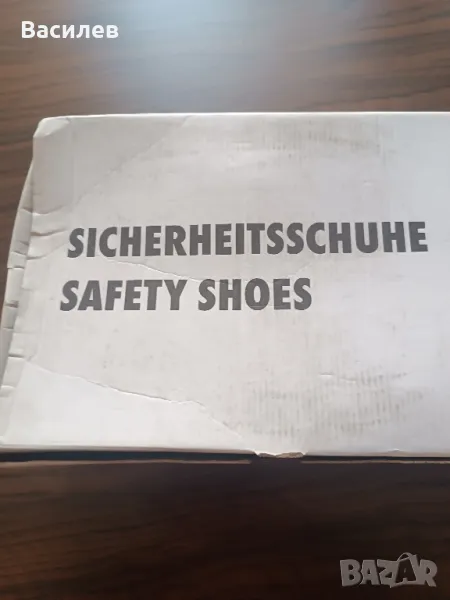 Василев
SICHERHEITSSCHUHE
SAFETY SHOES
BAZAR